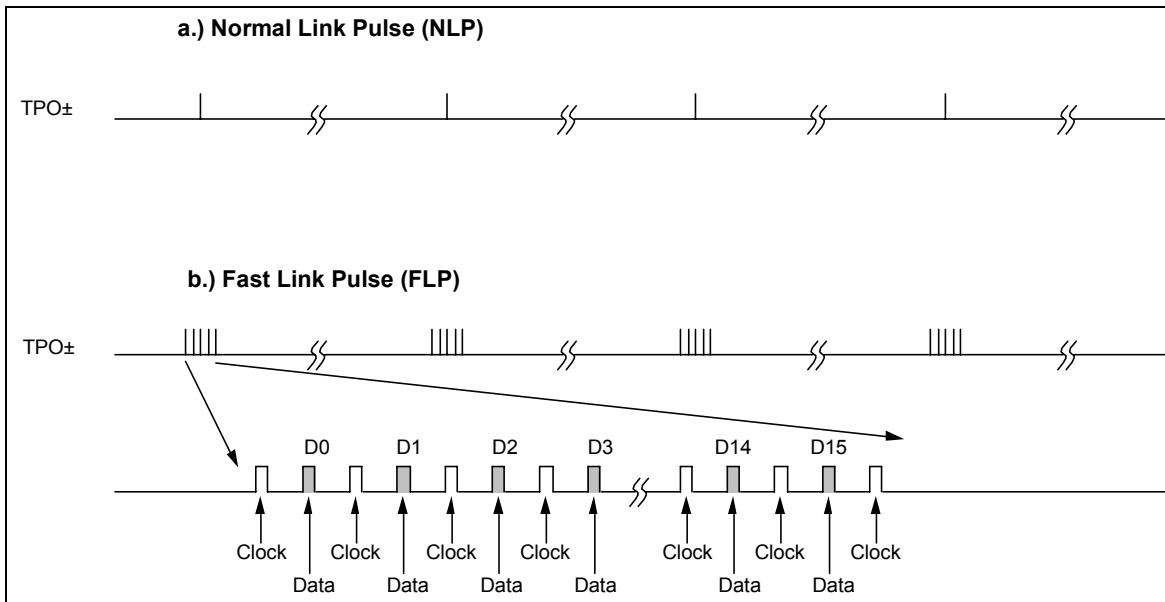 a.) Normal Link Pulse (NLP)
TPO±
b.) Fast Link Pulse (FLP)
TPO±
D0 D1 D2 D3 D14 D15
Clock Clock Clock Clock Clock Clock Clock
Data Data Data Data Data Data